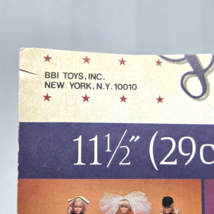 BBI TOYS, INC.
NEW YORK, N.Y. 10010
11½" (29c